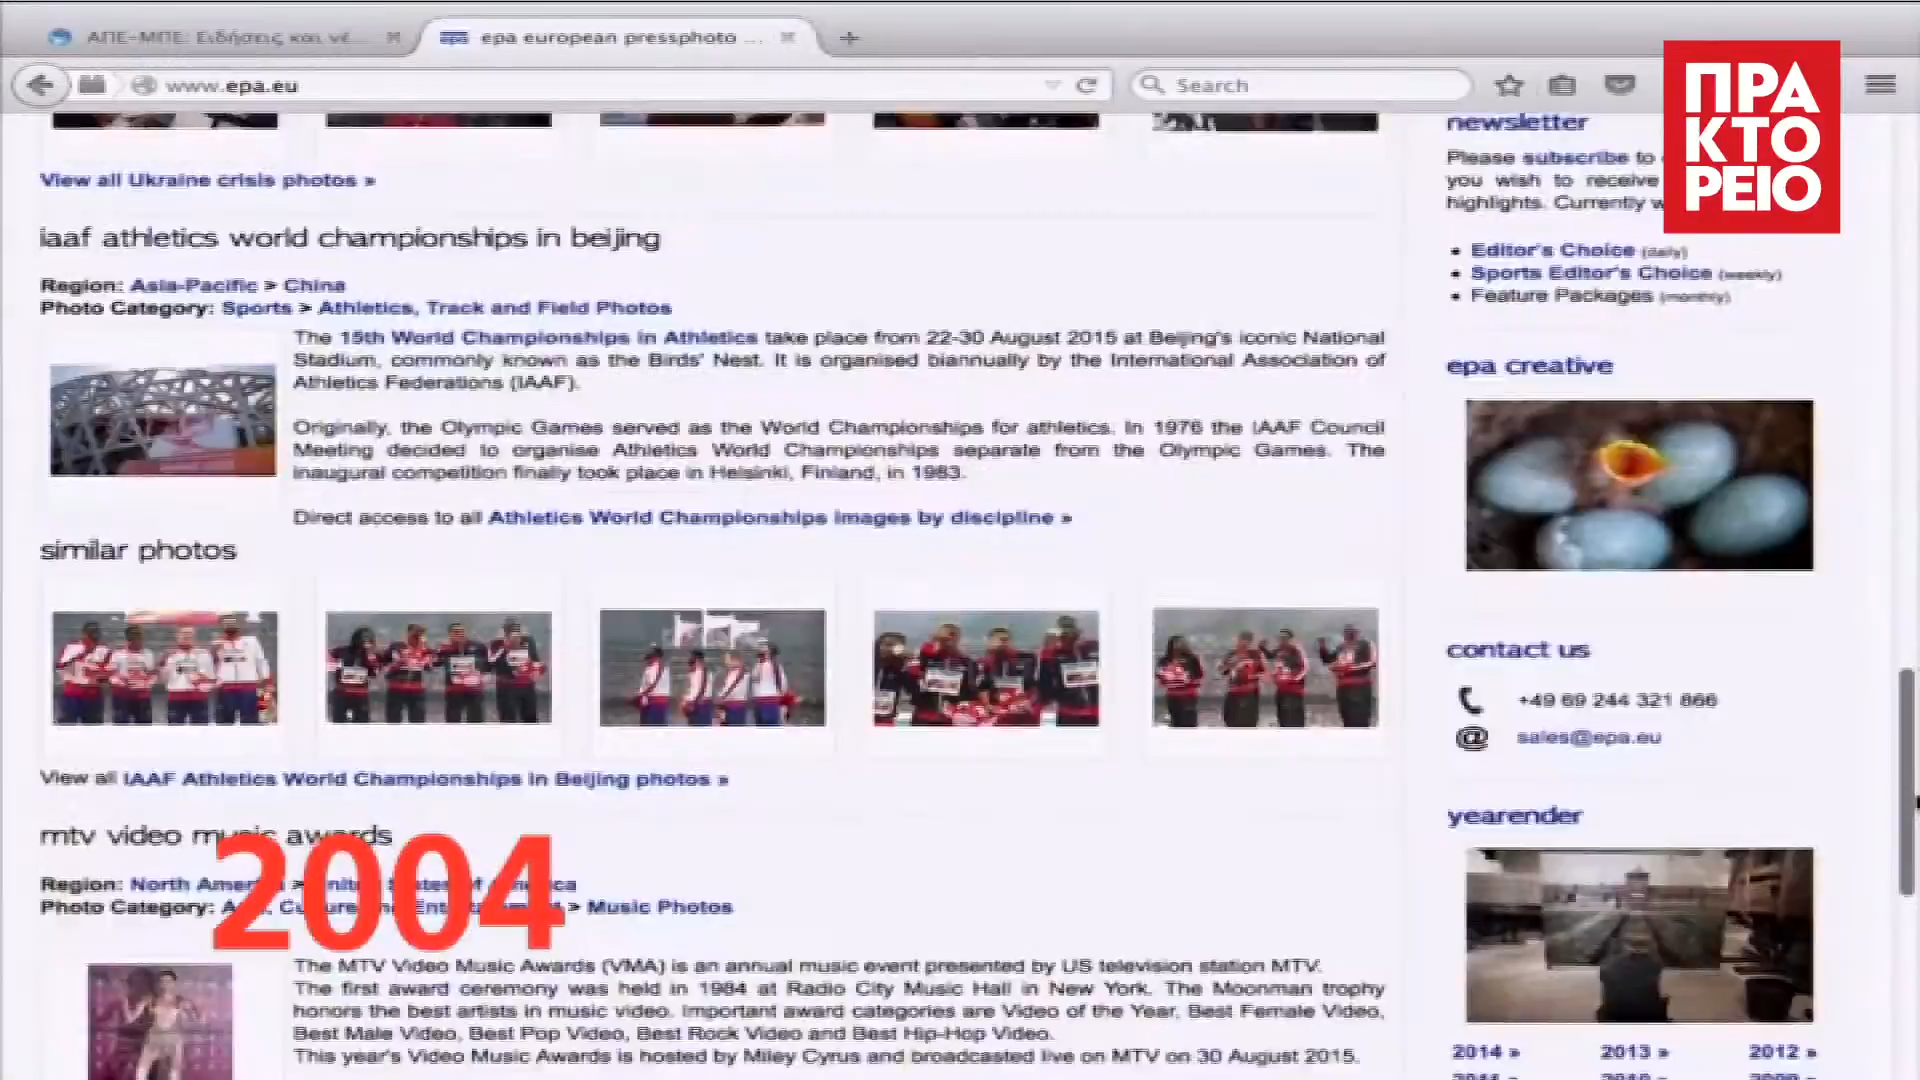 ΑΠΕ-ΜΠΕ: Ειδήσεις και νέ...
epa european pressphoto ...
www.epa.eu
Search
ΠΡΑ
ΚΤΟ
ΡΕΙΟ
View all Ukraine crisis photos »
iaaf athletics world championships in beijing
Region: Asia-Pacific > China
Photo Category: Sports > Athletics, Track and Field Photos
The 15th World Championships in Athletics take place from 22-30 August 2015 at Beijing's iconic National
Stadium, commonly known as the Birds' Nest. It is organised biannually by the International Association of
Athletics Federations (IAAF).
Originally, the Olympic Games served as the World Championships for athletics. In 1976 the IAAF Council
Meeting decided to organise Athletics World Championships separate from the Olympic Games. The
inaugural competition finally took place in Helsinki, Finland, in 1983.
Direct access to all Athletics World Championships images by discipline »
similar photos
View all IAAF Athletics World Championships in Beijing photos »
mtv video music awards
Region: North America > United States of America
Photo Category: Arts, Culture and Entertainment > Music Photos
2004
The MTV Video Music Awards (VMA) is an annual music event presented by US television station MTV.
The first award ceremony was held in 1984 at Radio City Music Hall in New York. The Moonman trophy
honors the best artists in music video. Important award categories are Video of the Year, Best Female Video,
Best Male Video, Best Pop Video, Best Rock Video and Best Hip-Hop Video.
This year's Video Music Awards is hosted by Miley Cyrus and broadcasted live on MTV on 30 August 2015.
newsletter
Please subscribe to
you wish to receive
highlights. Currently
• Editor's Choice (daily)
• Sports Editor's Choice (weekly)
• Feature Packages (monthly)
epa creative
contact us
+49 69 244 321 866
sales@epa.eu
yearender
2014 » 2013 » 2012 »